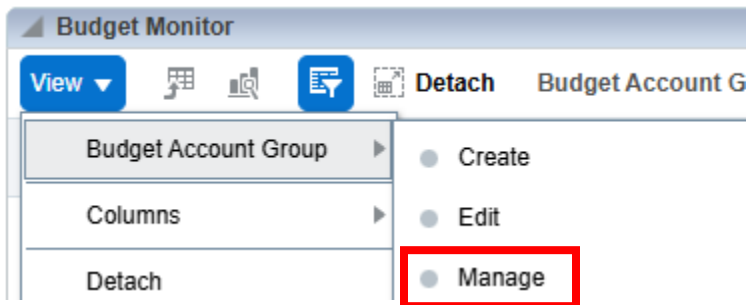 Budget Monitor
View Detach Budget Account G
Budget Account Group
Create
Columns
Edit
Detach
Manage